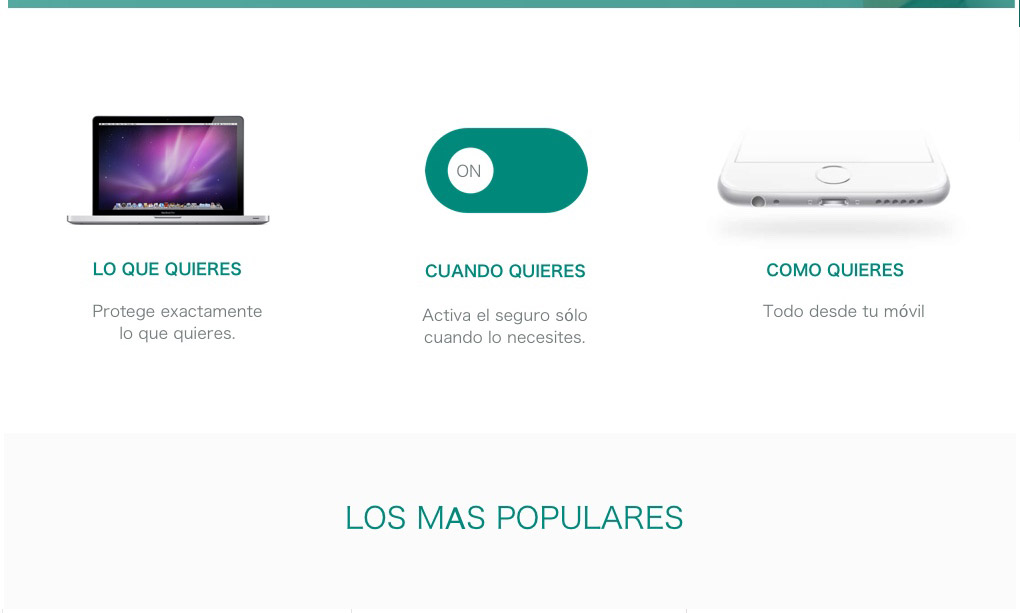 ON
LO QUE QUIERES
CUANDO QUIERES
COMO QUIERES
Protege exactamente
lo que quieres.
Activa el seguro sólo
cuando lo necesites.
Todo desde tu móvil
LOS MAS POPULARES